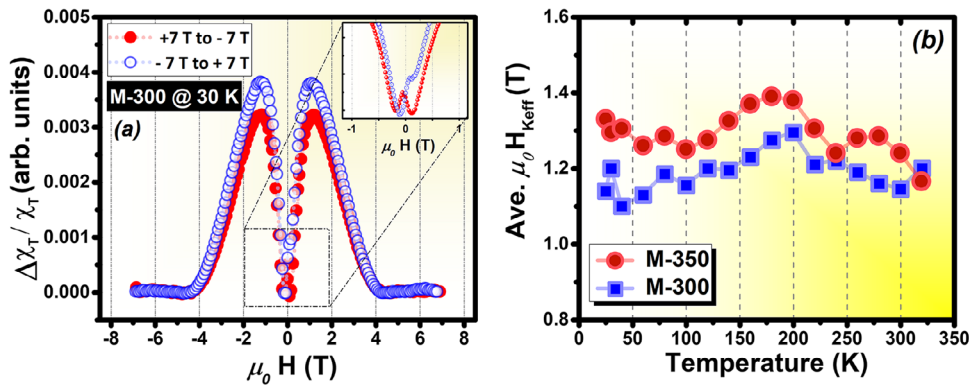 0.005
0.004
0.003
0.002
0.001
0.000
Δχ_T / χ_T (arb. units)
+7 T to - 7 T
- 7 T to + 7 T
M-300 @ 30 K
(a)
-1 0 1
μ₀ H (T)
-8 -6 -4 -2 0 2 4 6 8
μ₀ H (T)
(b)
1.6
1.4
1.2
1.0
0.8
Ave. μ₀ H_Keff (T)
M-350
M-300
0 50 100 150 200 250 300 350
Temperature (K)